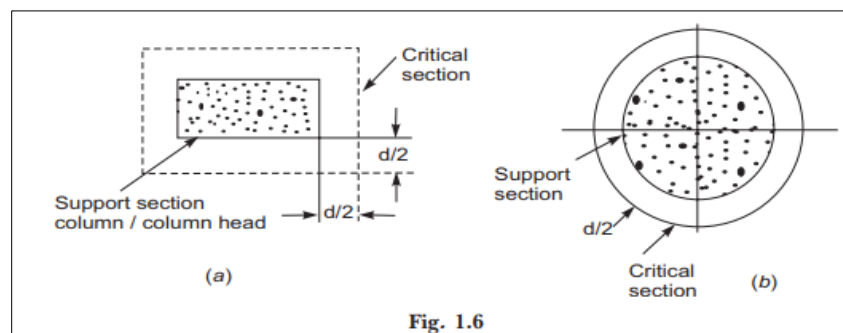 Critical
section
d/2
Support section
column / column head
d/2
(a)
Support
section
d/2
Critical
section
(b)
Fig. 1.6